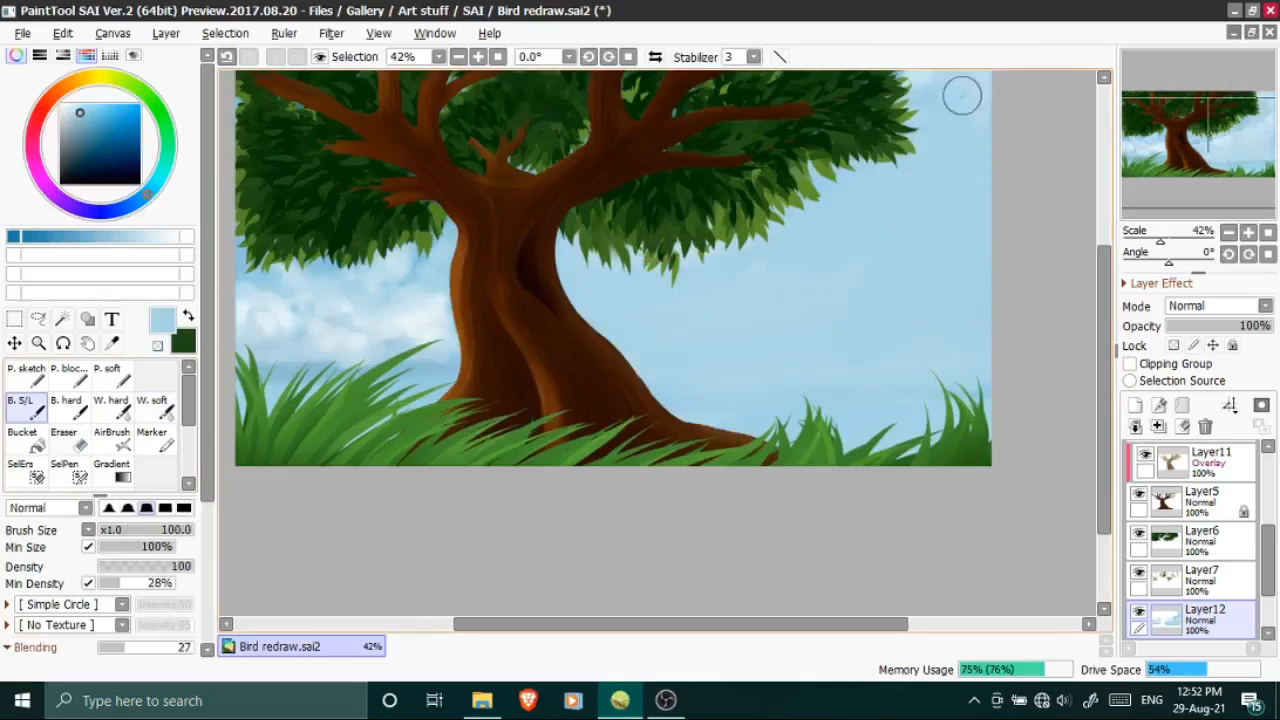 PaintTool SAI Ver.2 (64bit) Preview.2017.08.20 - Files / Gallery / Art stuff / SAI / Bird redraw.sai2 (*)
File Edit Canvas Layer Selection Ruler Filter View Window Help
Selection 42% 0.0° Stabilizer 3
Scale 42%
Angle 0°
Layer Effect
Mode Normal
Opacity 100%
Lock
Clipping Group
Selection Source
T
P. sketch P. bloc... P. soft
B. S/L B. hard W. hard W. soft
Bucket Eraser AirBrush Marker
SelErs SelPen Gradient
Normal
Brush Size x1.0 100.0
Min Size 100%
Density 100
Min Density 28%
[ Simple Circle ]
[ No Texture ]
Blending 27
Layer11
Overlay
100%
Layer5
Normal
100%
Layer6
Normal
100%
Layer7
Normal
100%
Layer12
Normal
100%
Bird redraw.sai2 42%
Memory Usage 75% (76%) Drive Space 54%
Type here to search
ENG
12:52 PM
29-Aug-21
15